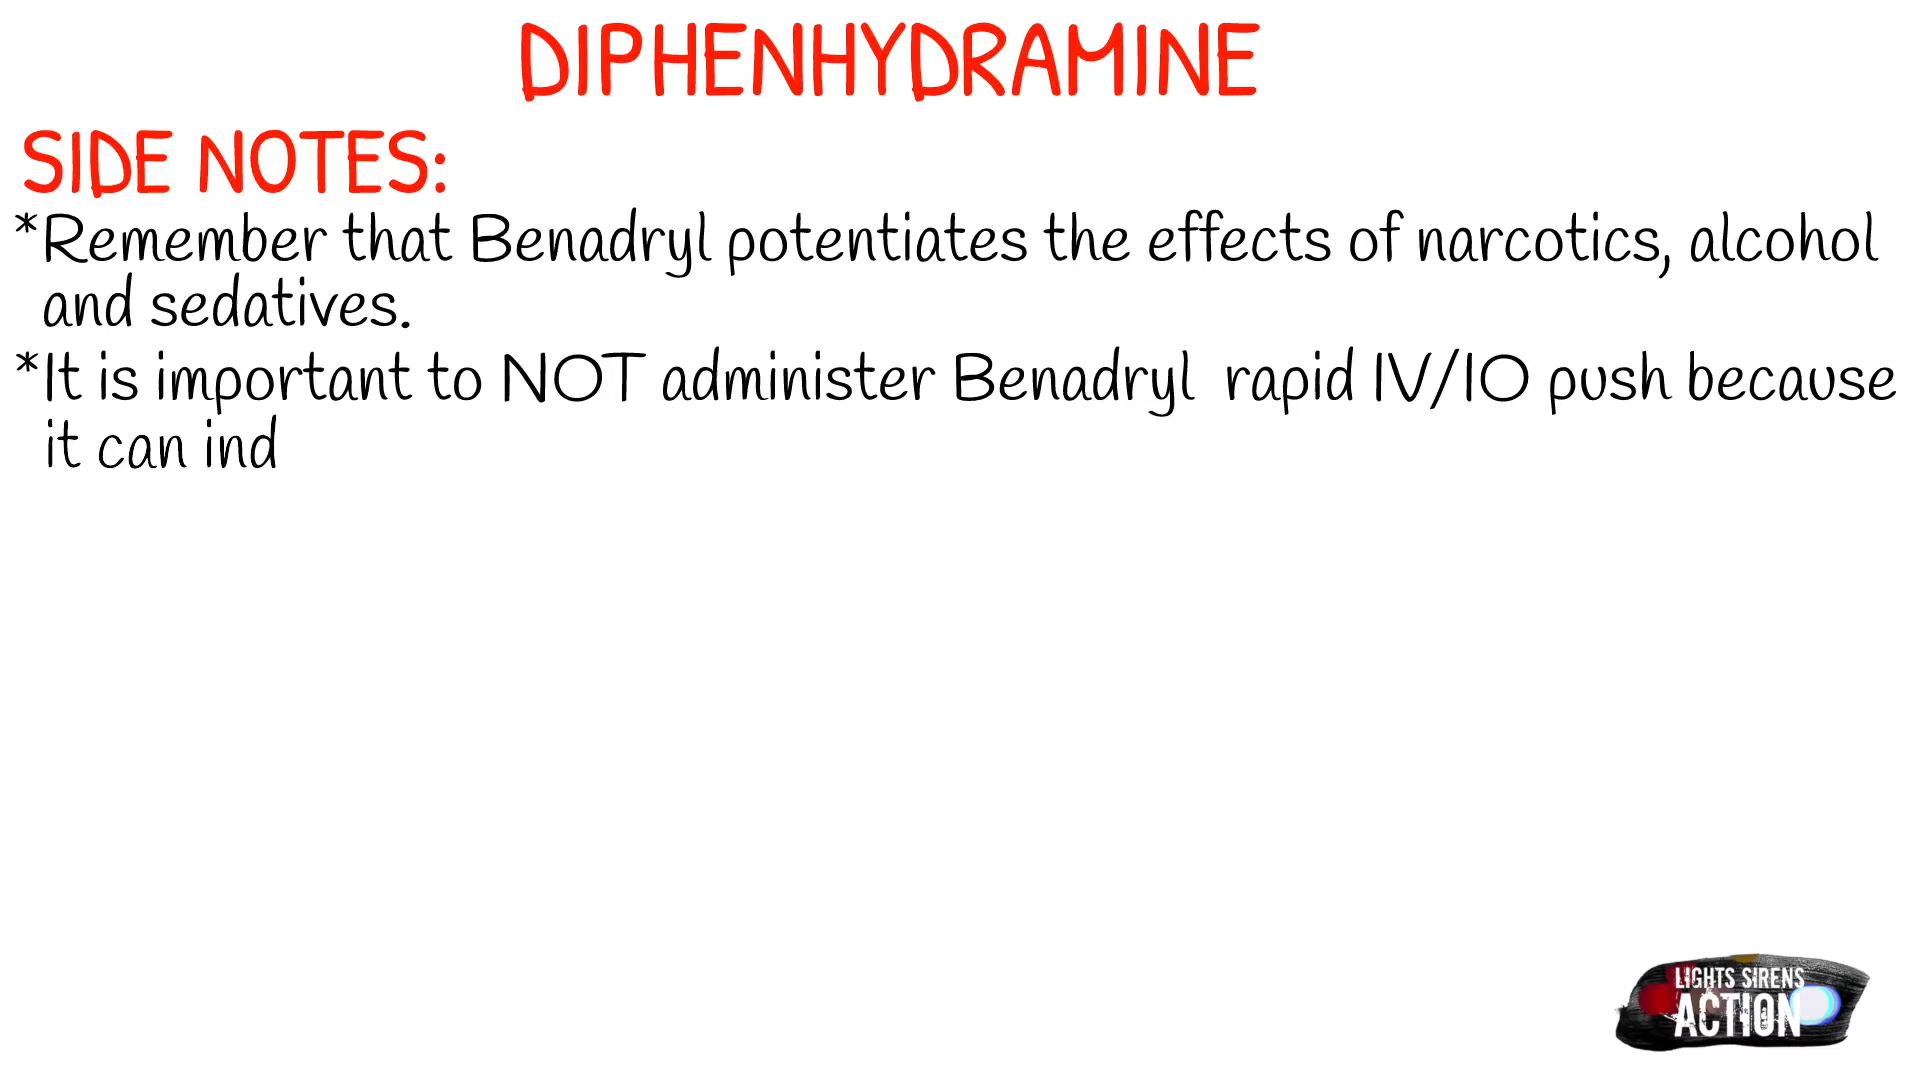 DIPHENHYDRAMINE
SIDE NOTES:
*Remember that Benadryl potentiates the effects of narcotics, alcohol
and sedatives.
*It is important to NOT administer Benadryl  rapid IV/IO push because
it can ind
LIGHTS SIRENS
ACTION